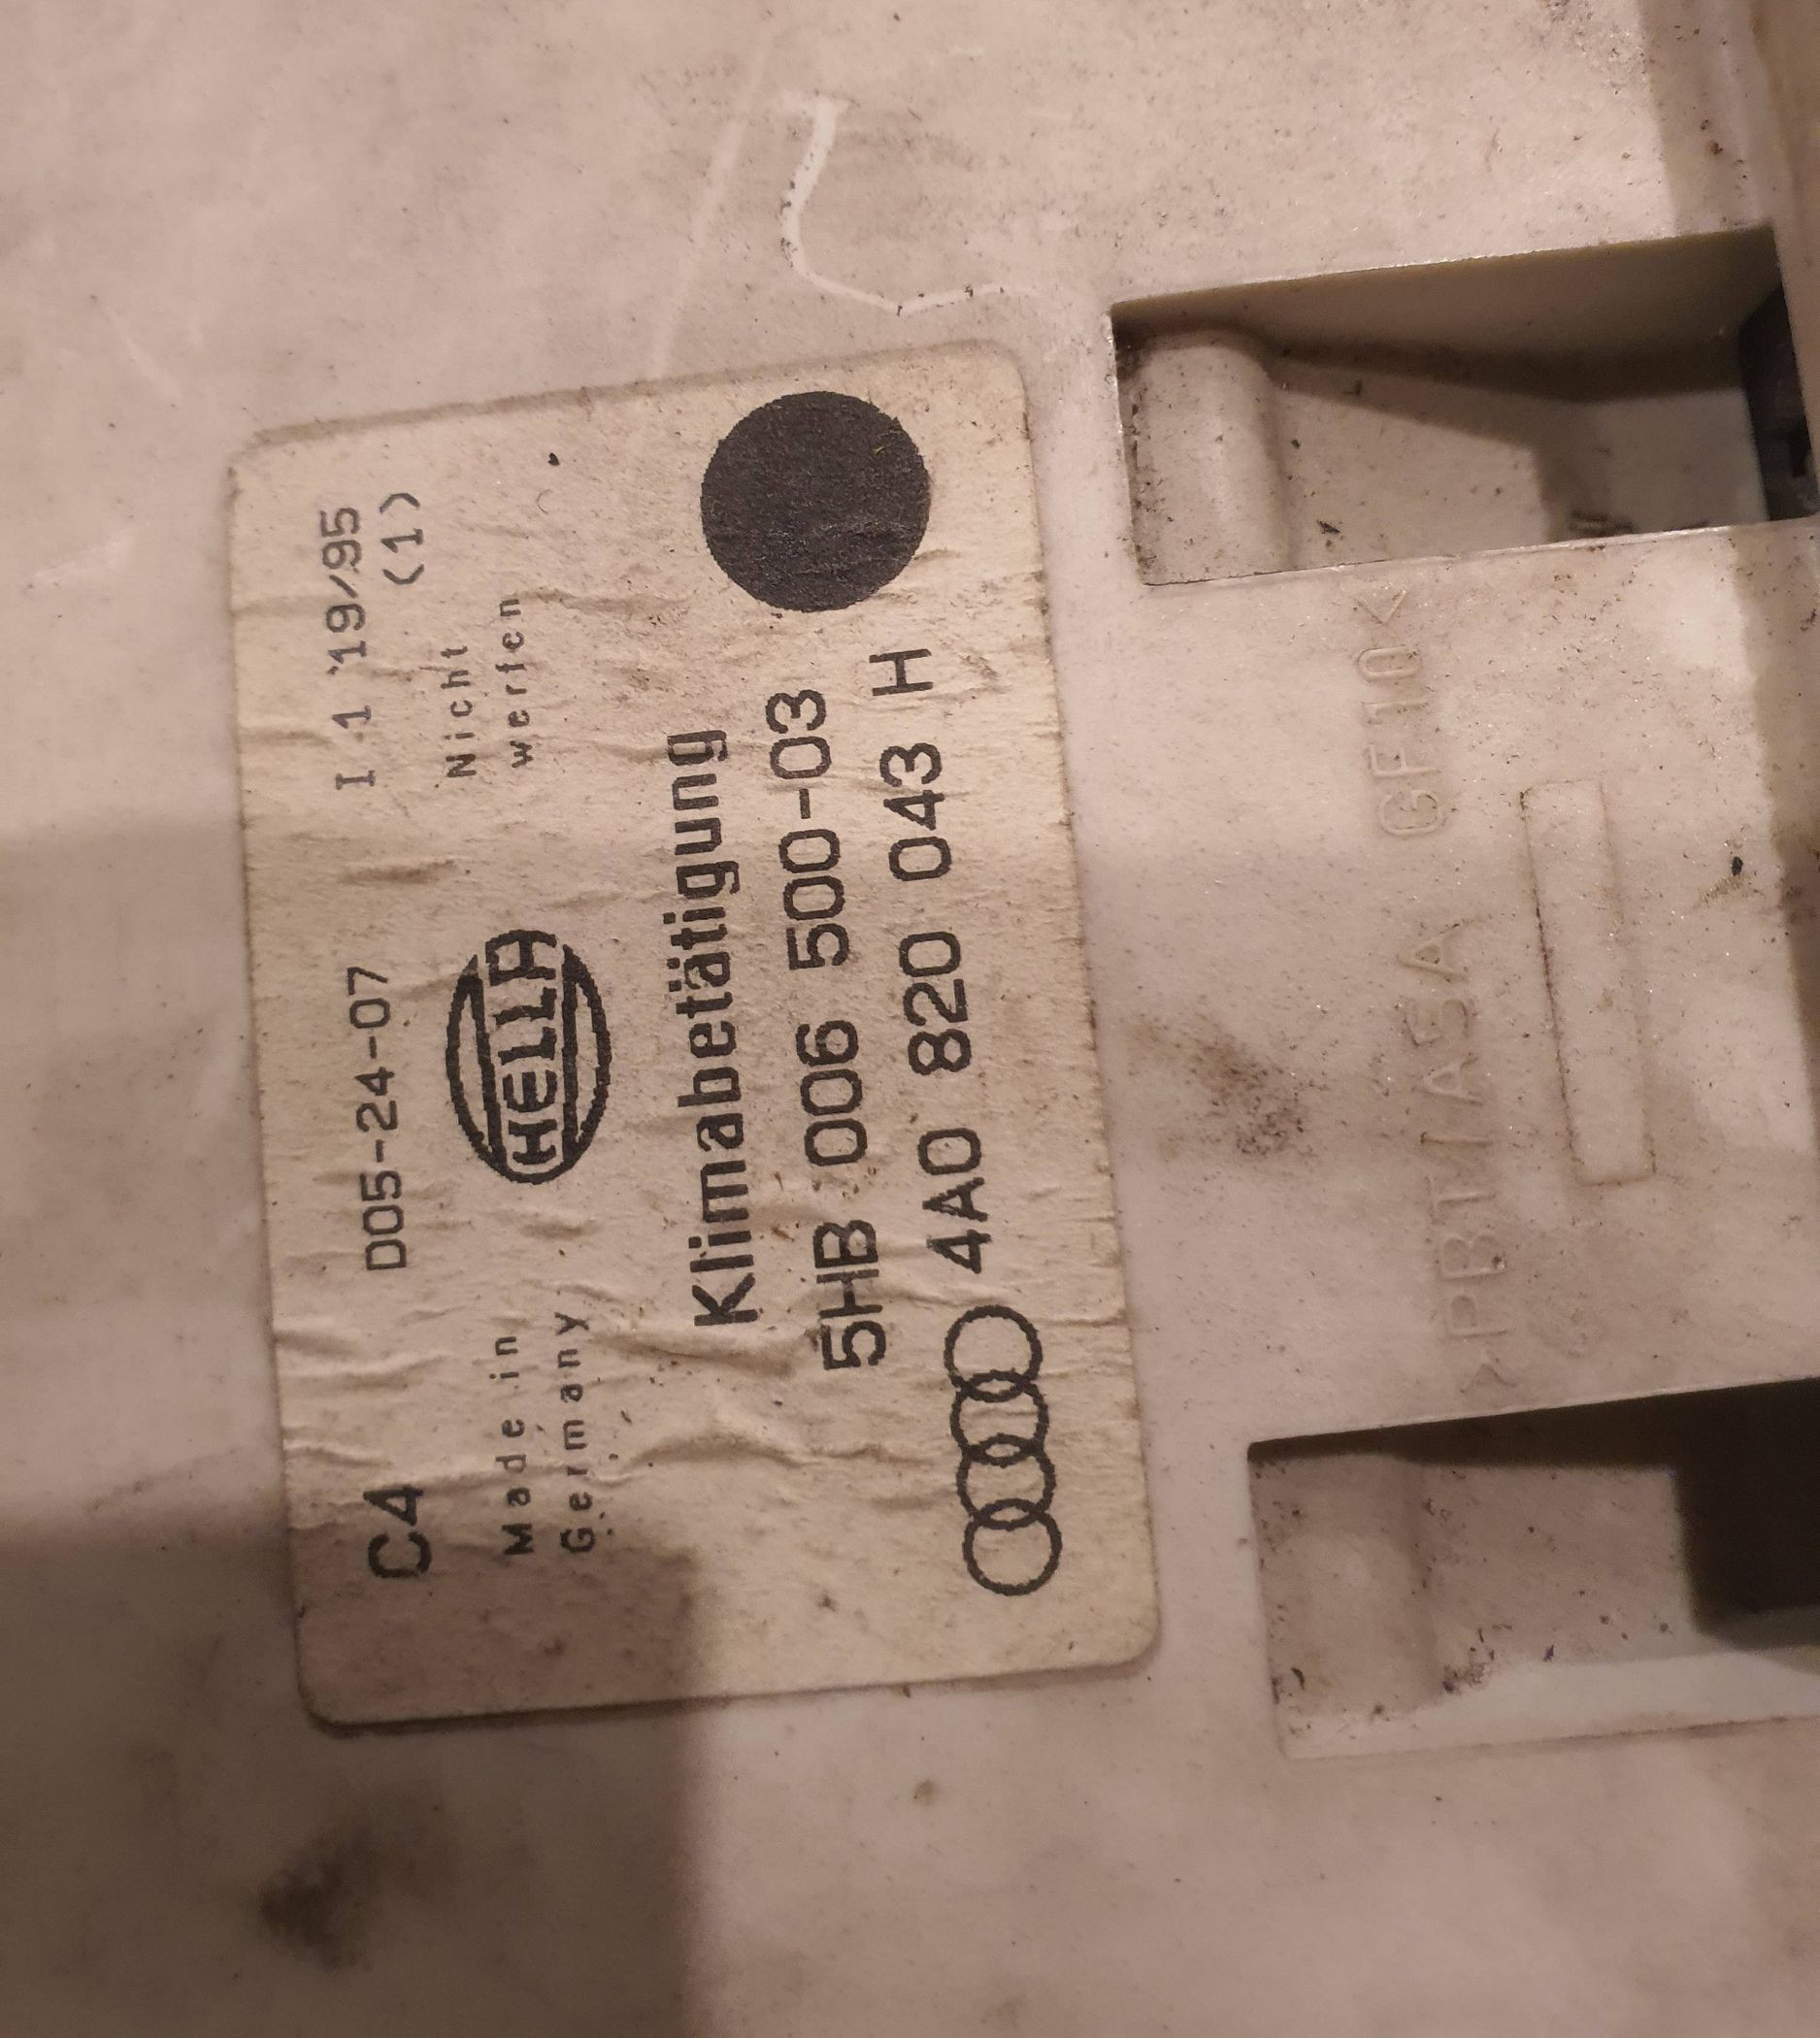 C4 D05-24-07 I 1 19/95
(1)
Made in
Germany
HELLA
Nicht
werfen
Klimabetätigung
5HB 006 500-03
4A0 820 043 H
>PBT/ASA GF10<